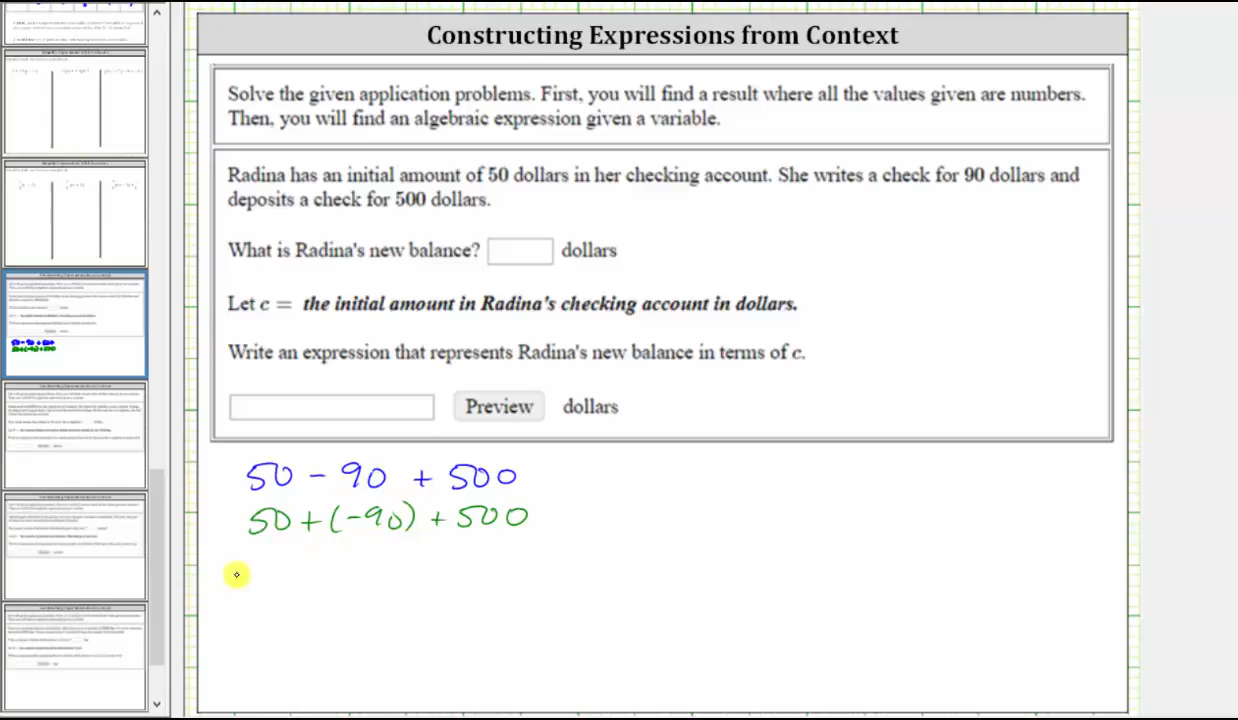 Constructing Expressions from Context
Solve the given application problems. First, you will find a result where all the values given are numbers.
Then, you will find an algebraic expression given a variable.
Radina has an initial amount of 50 dollars in her checking account. She writes a check for 90 dollars and
deposits a check for 500 dollars.
What is Radina's new balance? dollars
Let c = the initial amount in Radina's checking account in dollars.
Write an expression that represents Radina's new balance in terms of c.
Preview dollars
50 - 90 + 500
50 + (-90) + 500